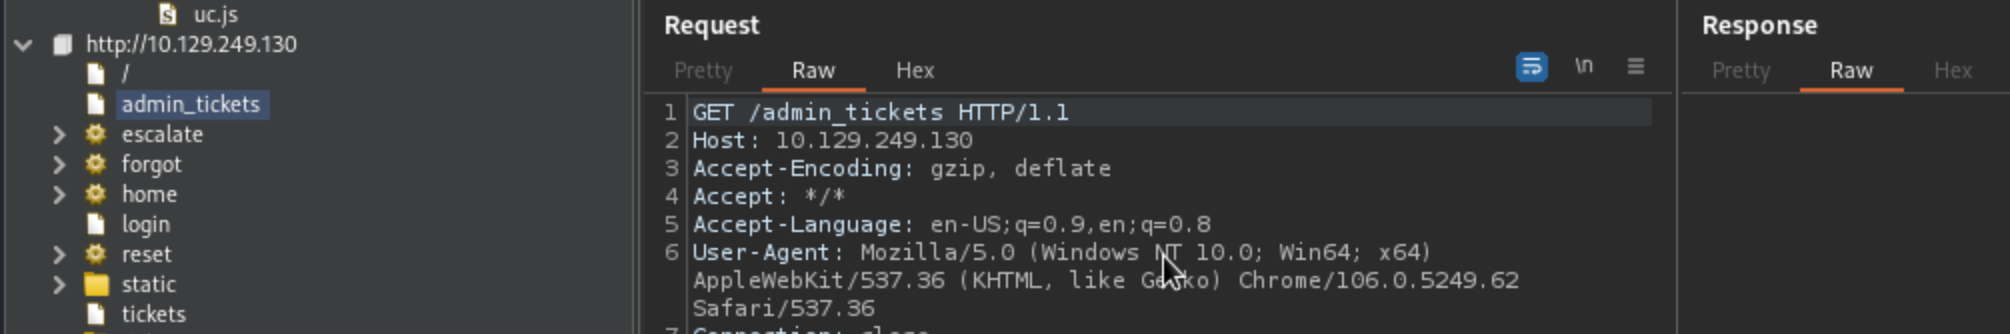 uc.js
http://10.129.249.130
/
admin_tickets
escalate
forgot
home
login
reset
static
tickets
Request
Pretty Raw Hex
\n
1 GET /admin_tickets HTTP/1.1
2 Host: 10.129.249.130
3 Accept-Encoding: gzip, deflate
4 Accept: */*
5 Accept-Language: en-US;q=0.9,en;q=0.8
6 User-Agent: Mozilla/5.0 (Windows NT 10.0; Win64; x64)
AppleWebKit/537.36 (KHTML, like Gecko) Chrome/106.0.5249.62
Safari/537.36
7 Connection: close
Response
Pretty Raw Hex